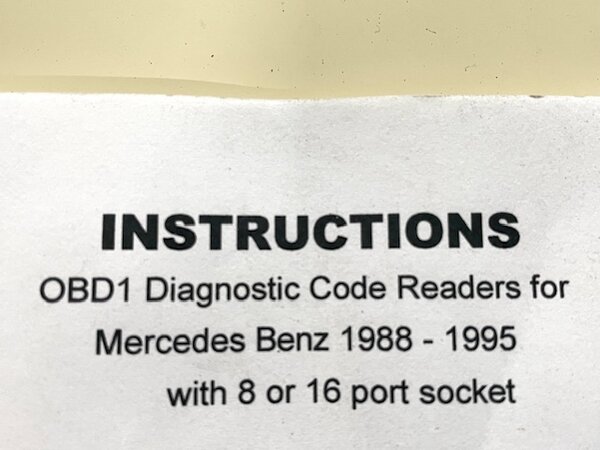 INSTRUCTIONS
OBD1 Diagnostic Code Readers for
Mercedes Benz 1988 - 1995
with 8 or 16 port socket